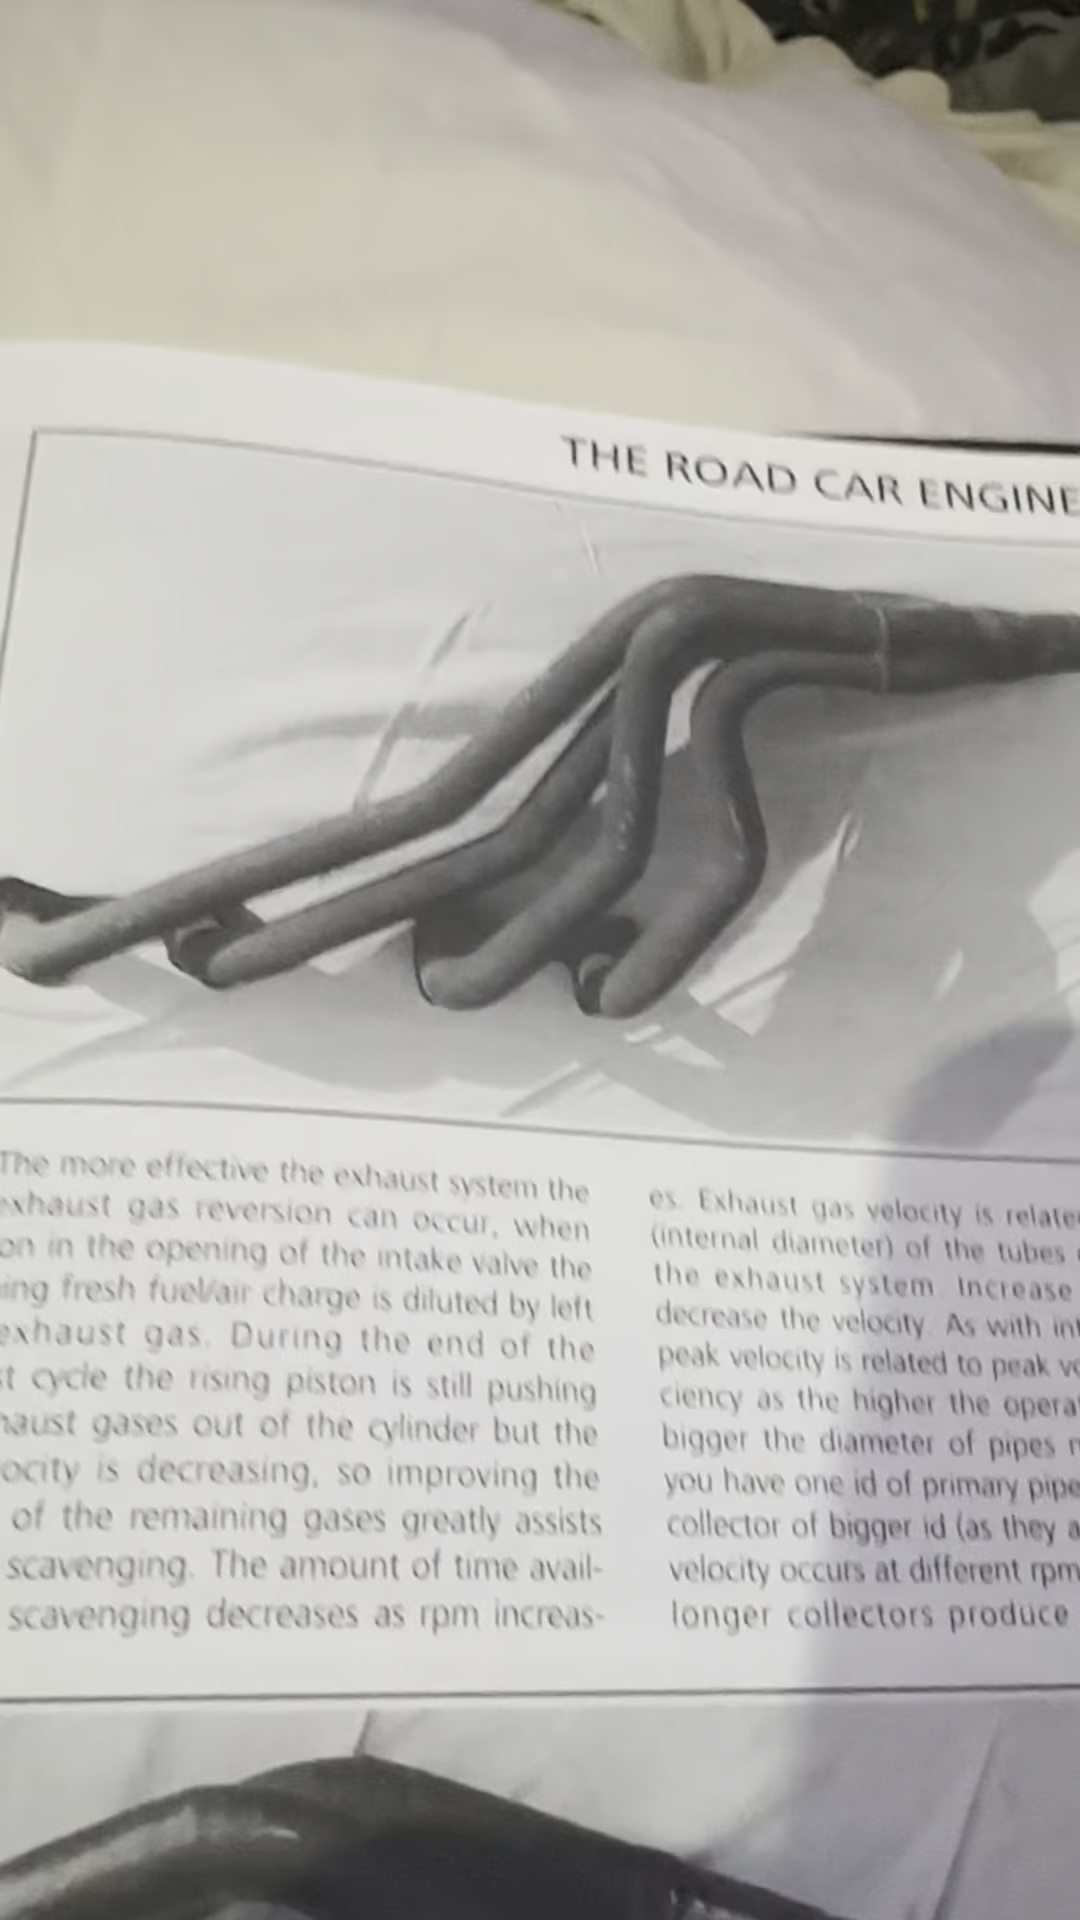 THE ROAD CAR ENGINE
The more effective the exhaust system the
exhaust gas reversion can occur, when
on in the opening of the intake valve the
ing fresh fuel/air charge is diluted by left
exhaust gas. During the end of the
st cycle the rising piston is still pushing
haust gases out of the cylinder but the
ocity is decreasing, so improving the
of the remaining gases greatly assists
scavenging. The amount of time avail-
scavenging decreases as rpm increas-
es. Exhaust gas velocity is relate
(internal diameter) of the tubes
the exhaust system. Increase
decrease the velocity. As with int
peak velocity is related to peak vo
ciency as the higher the opera
bigger the diameter of pipes
you have one id of primary pipe
collector of bigger id (as they a
velocity occurs at different rpm
longer collectors produce